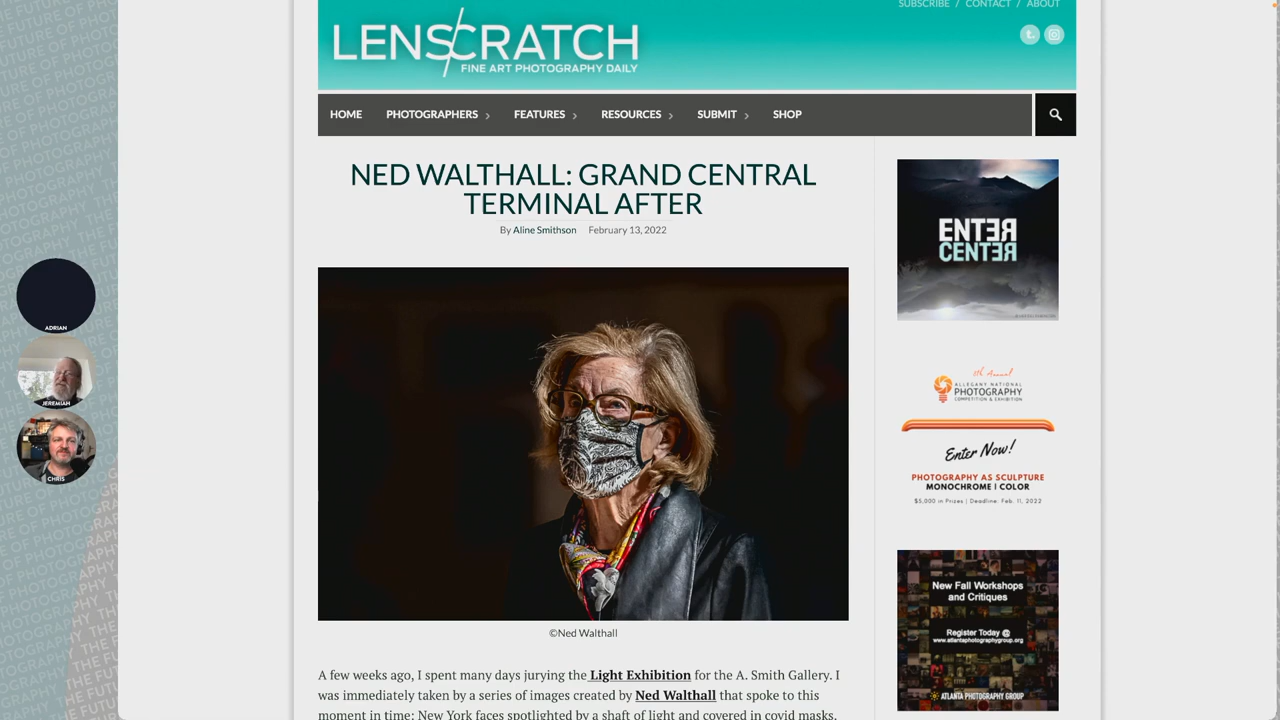 SUBSCRIBE / CONTACT / ABOUT
LENSCRATCH
FINE ART PHOTOGRAPHY DAILY
HOME PHOTOGRAPHERS FEATURES RESOURCES SUBMIT SHOP
NED WALTHALL: GRAND CENTRAL
TERMINAL AFTER
By Aline Smithson February 13, 2022
©Ned Walthall
A few weeks ago, I spent many days jurying the Light Exhibition for the A. Smith Gallery. I
was immediately taken by a series of images created by Ned Walthall that spoke to this
moment in time: New York faces spotlighted by a shaft of light and covered in covid masks.
ENTER
CENTER
11th Annual
ALLEGANY NATIONAL
PHOTOGRAPHY
COMPETITION & EXHIBITION
Enter Now!
PHOTOGRAPHY AS SCULPTURE
MONOCHROME | COLOR
$5,000 in Prizes | Deadline: Feb. 11, 2022
New Fall Workshops
and Critiques
Register Today @
www.atlantaphotographygroup.org
ATLANTA PHOTOGRAPHY GROUP
ADRIAN
JEREMIAH
CHRIS